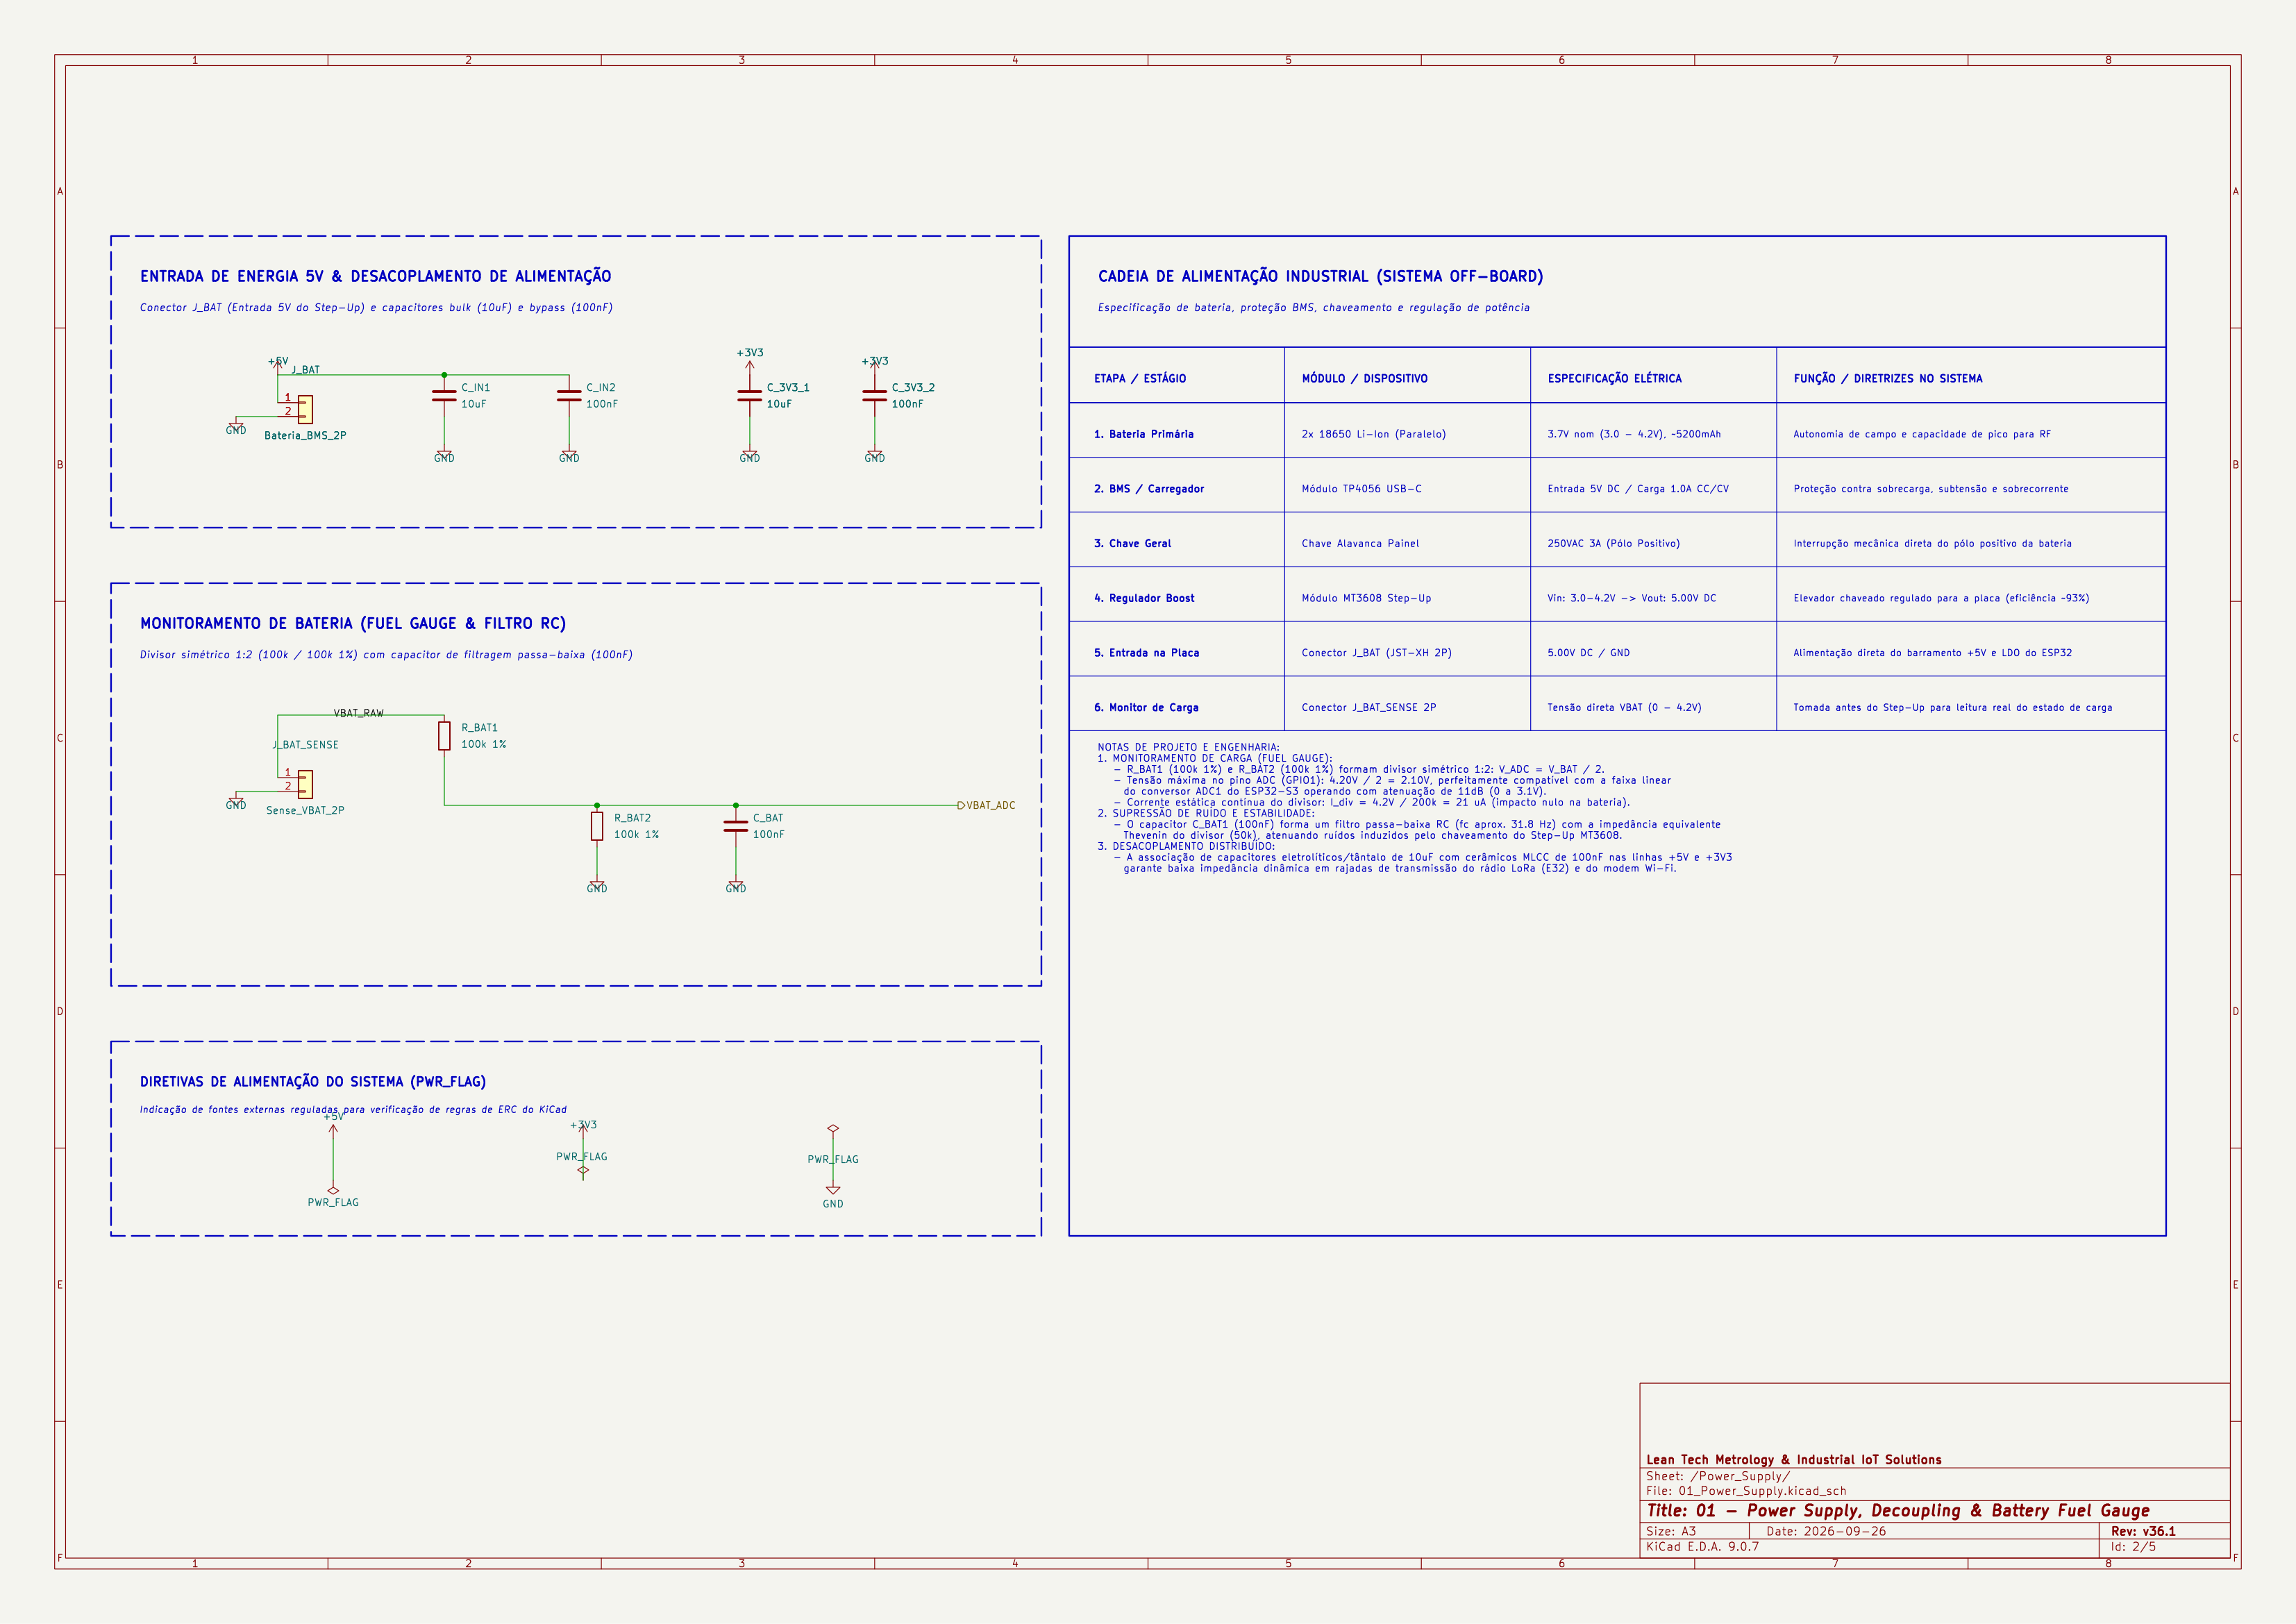 1 2 3 4 5 6 7 8
A A
B B
C C
D D
E E
F F
ENTRADA DE ENERGIA 5V & DESACOPLAMENTO DE ALIMENTAÇÃO
Conector J_BAT (Entrada 5V do Step-Up) e capacitores bulk (10uF) e bypass (100nF)
+5V
J_BAT
1
2
GND
Bateria_BMS_2P
C_IN1
10uF
GND
C_IN2
100nF
GND
+3V3
C_3V3_1
10uF
GND
+3V3
C_3V3_2
100nF
GND
MONITORAMENTO DE BATERIA (FUEL GAUGE & FILTRO RC)
Divisor simétrico 1:2 (100k / 100k 1%) com capacitor de filtragem passa-baixa (100nF)
VBAT_RAW
J_BAT_SENSE
1
2
GND
Sense_VBAT_2P
R_BAT1
100k 1%
R_BAT2
100k 1%
GND
C_BAT
100nF
GND
VBAT_ADC
DIRETIVAS DE ALIMENTAÇÃO DO SISTEMA (PWR_FLAG)
Indicação de fontes externas reguladas para verificação de regras de ERC do KiCad
+5V
PWR_FLAG
+3V3
PWR_FLAG
PWR_FLAG
GND
CADEIA DE ALIMENTAÇÃO INDUSTRIAL (SISTEMA OFF-BOARD)
Especificação de bateria, proteção BMS, chaveamento e regulação de potência
ETAPA / ESTÁGIO MÓDULO / DISPOSITIVO ESPECIFICAÇÃO ELÉTRICA FUNÇÃO / DIRETRIZES NO SISTEMA
1. Bateria Primária 2x 18650 Li-Ion (Paralelo) 3.7V nom (3.0 - 4.2V), ~5200mAh Autonomia de campo e capacidade de pico para RF
2. BMS / Carregador Módulo TP4056 USB-C Entrada 5V DC / Carga 1.0A CC/CV Proteção contra sobrecarga, subtensão e sobrecorrente
3. Chave Geral Chave Alavanca Painel 250VAC 3A (Pólo Positivo) Interrupção mecânica direta do pólo positivo da bateria
4. Regulador Boost Módulo MT3608 Step-Up Vin: 3.0-4.2V -> Vout: 5.00V DC Elevador chaveado regulado para a placa (eficiência ~93%)
5. Entrada na Placa Conector J_BAT (JST-XH 2P) 5.00V DC / GND Alimentação direta do barramento +5V e LDO do ESP32
6. Monitor de Carga Conector J_BAT_SENSE 2P Tensão direta VBAT (0 - 4.2V) Tomada antes do Step-Up para leitura real do estado de carga
NOTAS DE PROJETO E ENGENHARIA:
1. MONITORAMENTO DE CARGA (FUEL GAUGE):
- R_BAT1 (100k 1%) e R_BAT2 (100k 1%) formam divisor simétrico 1:2: V_ADC = V_BAT / 2.
- Tensão máxima no pino ADC (GPIO1): 4.20V / 2 = 2.10V, perfeitamente compatível com a faixa linear
do conversor ADC1 do ESP32-S3 operando com atenuação de 11dB (0 a 3.1V).
- Corrente estática contínua do divisor: I_div = 4.2V / 200k = 21 uA (impacto nulo na bateria).
2. SUPRESSÃO DE RUÍDO E ESTABILIDADE:
- O capacitor C_BAT1 (100nF) forma um filtro passa-baixa RC (fc aprox. 31.8 Hz) com a impedância equivalente
Thevenin do divisor (50k), atenuando ruídos induzidos pelo chaveamento do Step-Up MT3608.
3. DESACOPLAMENTO DISTRIBUÍDO:
- A associação de capacitores eletrolíticos/tântalo de 10uF com cerâmicos MLCC de 100nF nas linhas +5V e +3V3
garante baixa impedância dinâmica em rajadas de transmissão do rádio LoRa (E32) e do modem Wi-Fi.
Lean Tech Metrology & Industrial IoT Solutions
Sheet: /Power_Supply/
File: 01_Power_Supply.kicad_sch
Title: 01 - Power Supply, Decoupling & Battery Fuel Gauge
Size: A3 Date: 2026-09-26 Rev: v36.1
KiCad E.D.A. 9.0.7 Id: 2/5
1 2 3 4 5 6 7 8